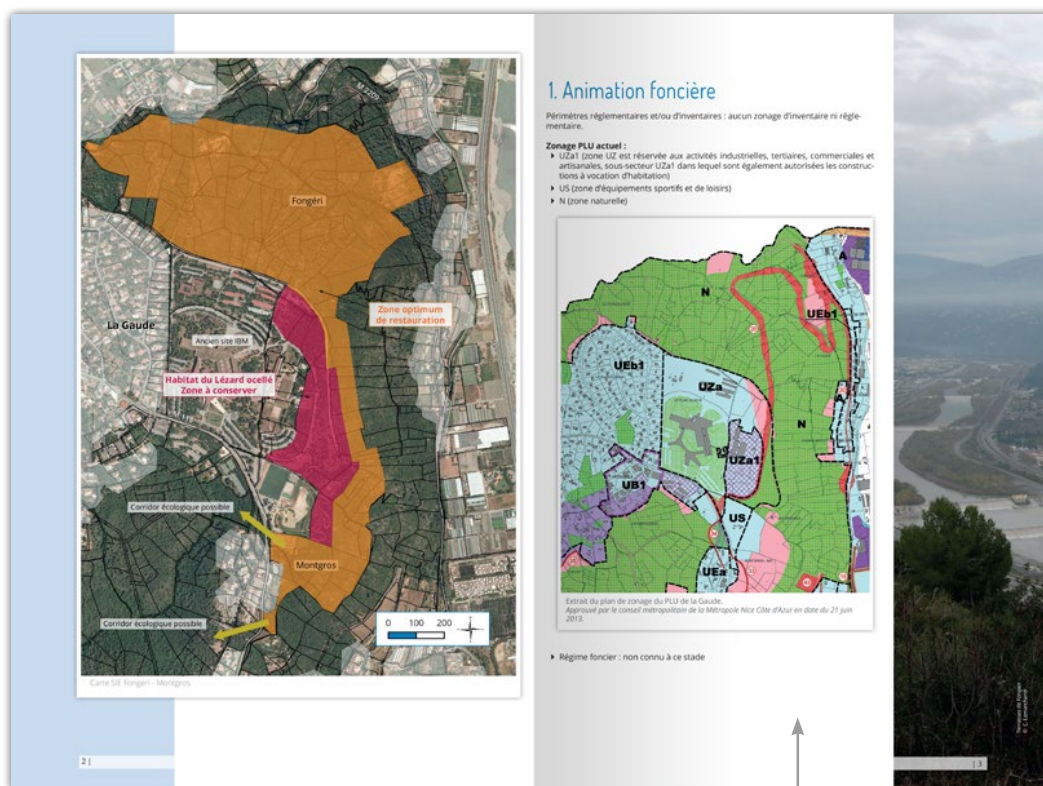 M 2209
Fongéri
Zone optimum
de restauration
La Gaude
Ancien site IBM
Habitat du Lézard ocellé
Zone à conserver
Corridor écologique possible
Montgros
Corridor écologique possible
0 100 200
Carte SIE Fongeri - Montgros
2 |
1. Animation foncière
Périmètres réglementaires et/ou d'inventaires : aucun zonage d'inventaire ni régle-
mentaire.
Zonage PLU actuel :
UZa1 (zone UZ est réservée aux activités industrielles, tertiaires, commerciales et
artisanales, sous-secteur UZa1 dans lequel sont également autorisées les construc-
tions à vocation d'habitation)
US (zone d'équipements sportifs et de loisirs)
N (zone naturelle)
A
N
UEb1
UEb1
UZa
A
N
UZa1
UB1
US
UEa
Extrait du plan de zonage du PLU de la Gaude.
Approuvé par le conseil métropolitain de la Métropole Nice Côte d'Azur en date du 21 juin
2013.
Régime foncier : non connu à ce stade
Terrasses de Fongeri
© C. Lemarchand
| 3